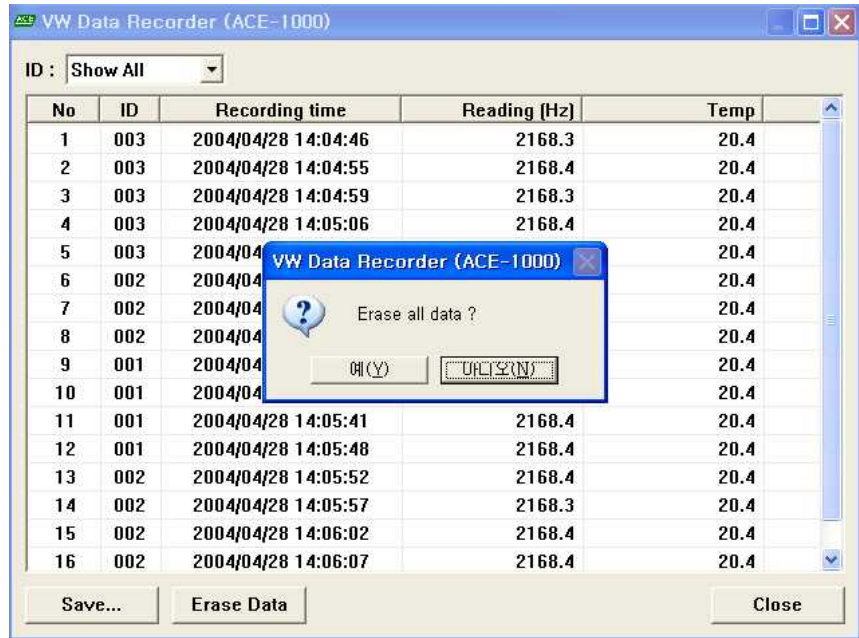 ACE VW Data Recorder (ACE-1000)
ID : Show All
No ID Recording time Reading (Hz) Temp
1 003 2004/04/28 14:04:46 2168.3 20.4
2 003 2004/04/28 14:04:55 2168.4 20.4
3 003 2004/04/28 14:04:59 2168.3 20.4
4 003 2004/04/28 14:05:06 2168.4 20.4
5 003 2004/04 20.4
6 002 2004/04 20.4
7 002 2004/04 20.4
8 002 2004/04 20.4
9 001 2004/04 20.4
10 001 2004/04 20.4
11 001 2004/04/28 14:05:41 2168.4 20.4
12 001 2004/04/28 14:05:48 2168.4 20.4
13 002 2004/04/28 14:05:52 2168.4 20.4
14 002 2004/04/28 14:05:57 2168.3 20.4
15 002 2004/04/28 14:06:02 2168.4 20.4
16 002 2004/04/28 14:06:07 2168.4 20.4
VW Data Recorder (ACE-1000)
Erase all data ?
예(Y) 아니오(N)
Save... Erase Data Close